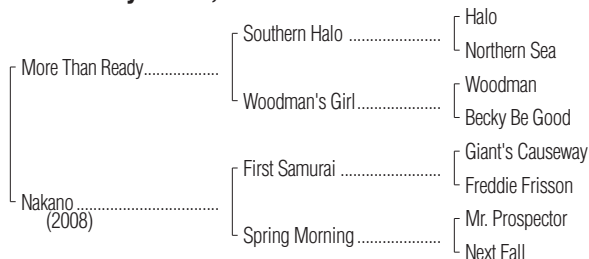 Halo
Southern Halo ....................
Northern Sea
More Than Ready.................
Woodman
Woodman's Girl.....................
Becky Be Good
Giant's Causeway
First Samurai ......................
Freddie Frisson
Nakano ................................
(2008)
Mr. Prospector
Spring Morning...................
Next Fall